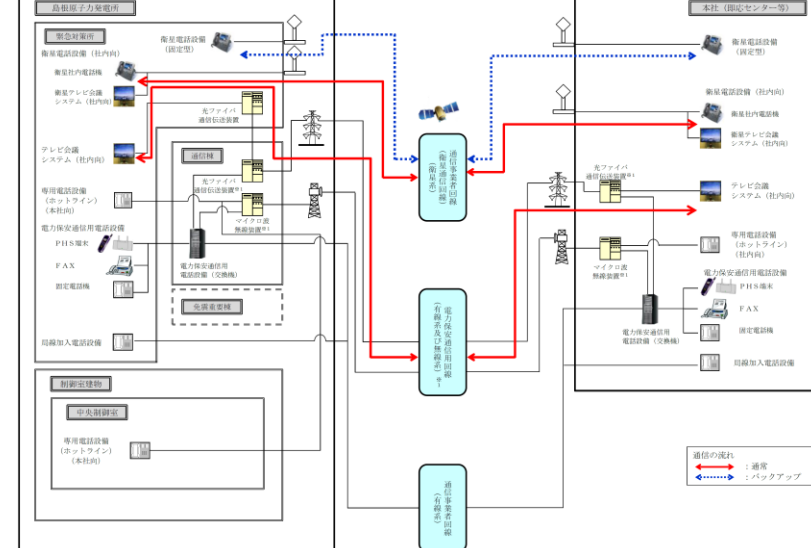 島根原子力発電所
緊急対策所
衛星電話設備（社内向）
衛星社内電話機
衛星テレビ会議
システム（社内向）
テレビ会議
システム（社内向）
専用電話設備
（ホットライン）
（本社向）
電力保安通信用電話設備
PHS端末
FAX
固定電話機
局線加入電話設備
衛星電話設備
（固定型）
光ファイバ
通信伝送装置
通信棟
光ファイバ
通信伝送装置※1
マイクロ波
無線装置※1
電力保安通信用
電話設備（交換機）
免震重要棟
制御室建物
中央制御室
専用電話設備
（ホットライン）
（本社向）
通信事業者回線
（衛星通信回線）
（衛星系）
電力保安通信用回線
（有線系及び無線系）※1
通信事業者回線
（有線系）
本社（即応センター等）
衛星電話設備
（固定型）
衛星電話設備（社内向）
衛星社内電話機
衛星テレビ会議
システム（社内向）
光ファイバ
通信伝送装置※1
テレビ会議
システム（社内向）
専用電話設備
（ホットライン）
（社内向）
マイクロ波
無線装置※1
電力保安通信用電話設備
PHS端末
FAX
固定電話機
電力保安通信用
電話設備（交換機）
局線加入電話設備
通信の流れ
：通常
：バックアップ